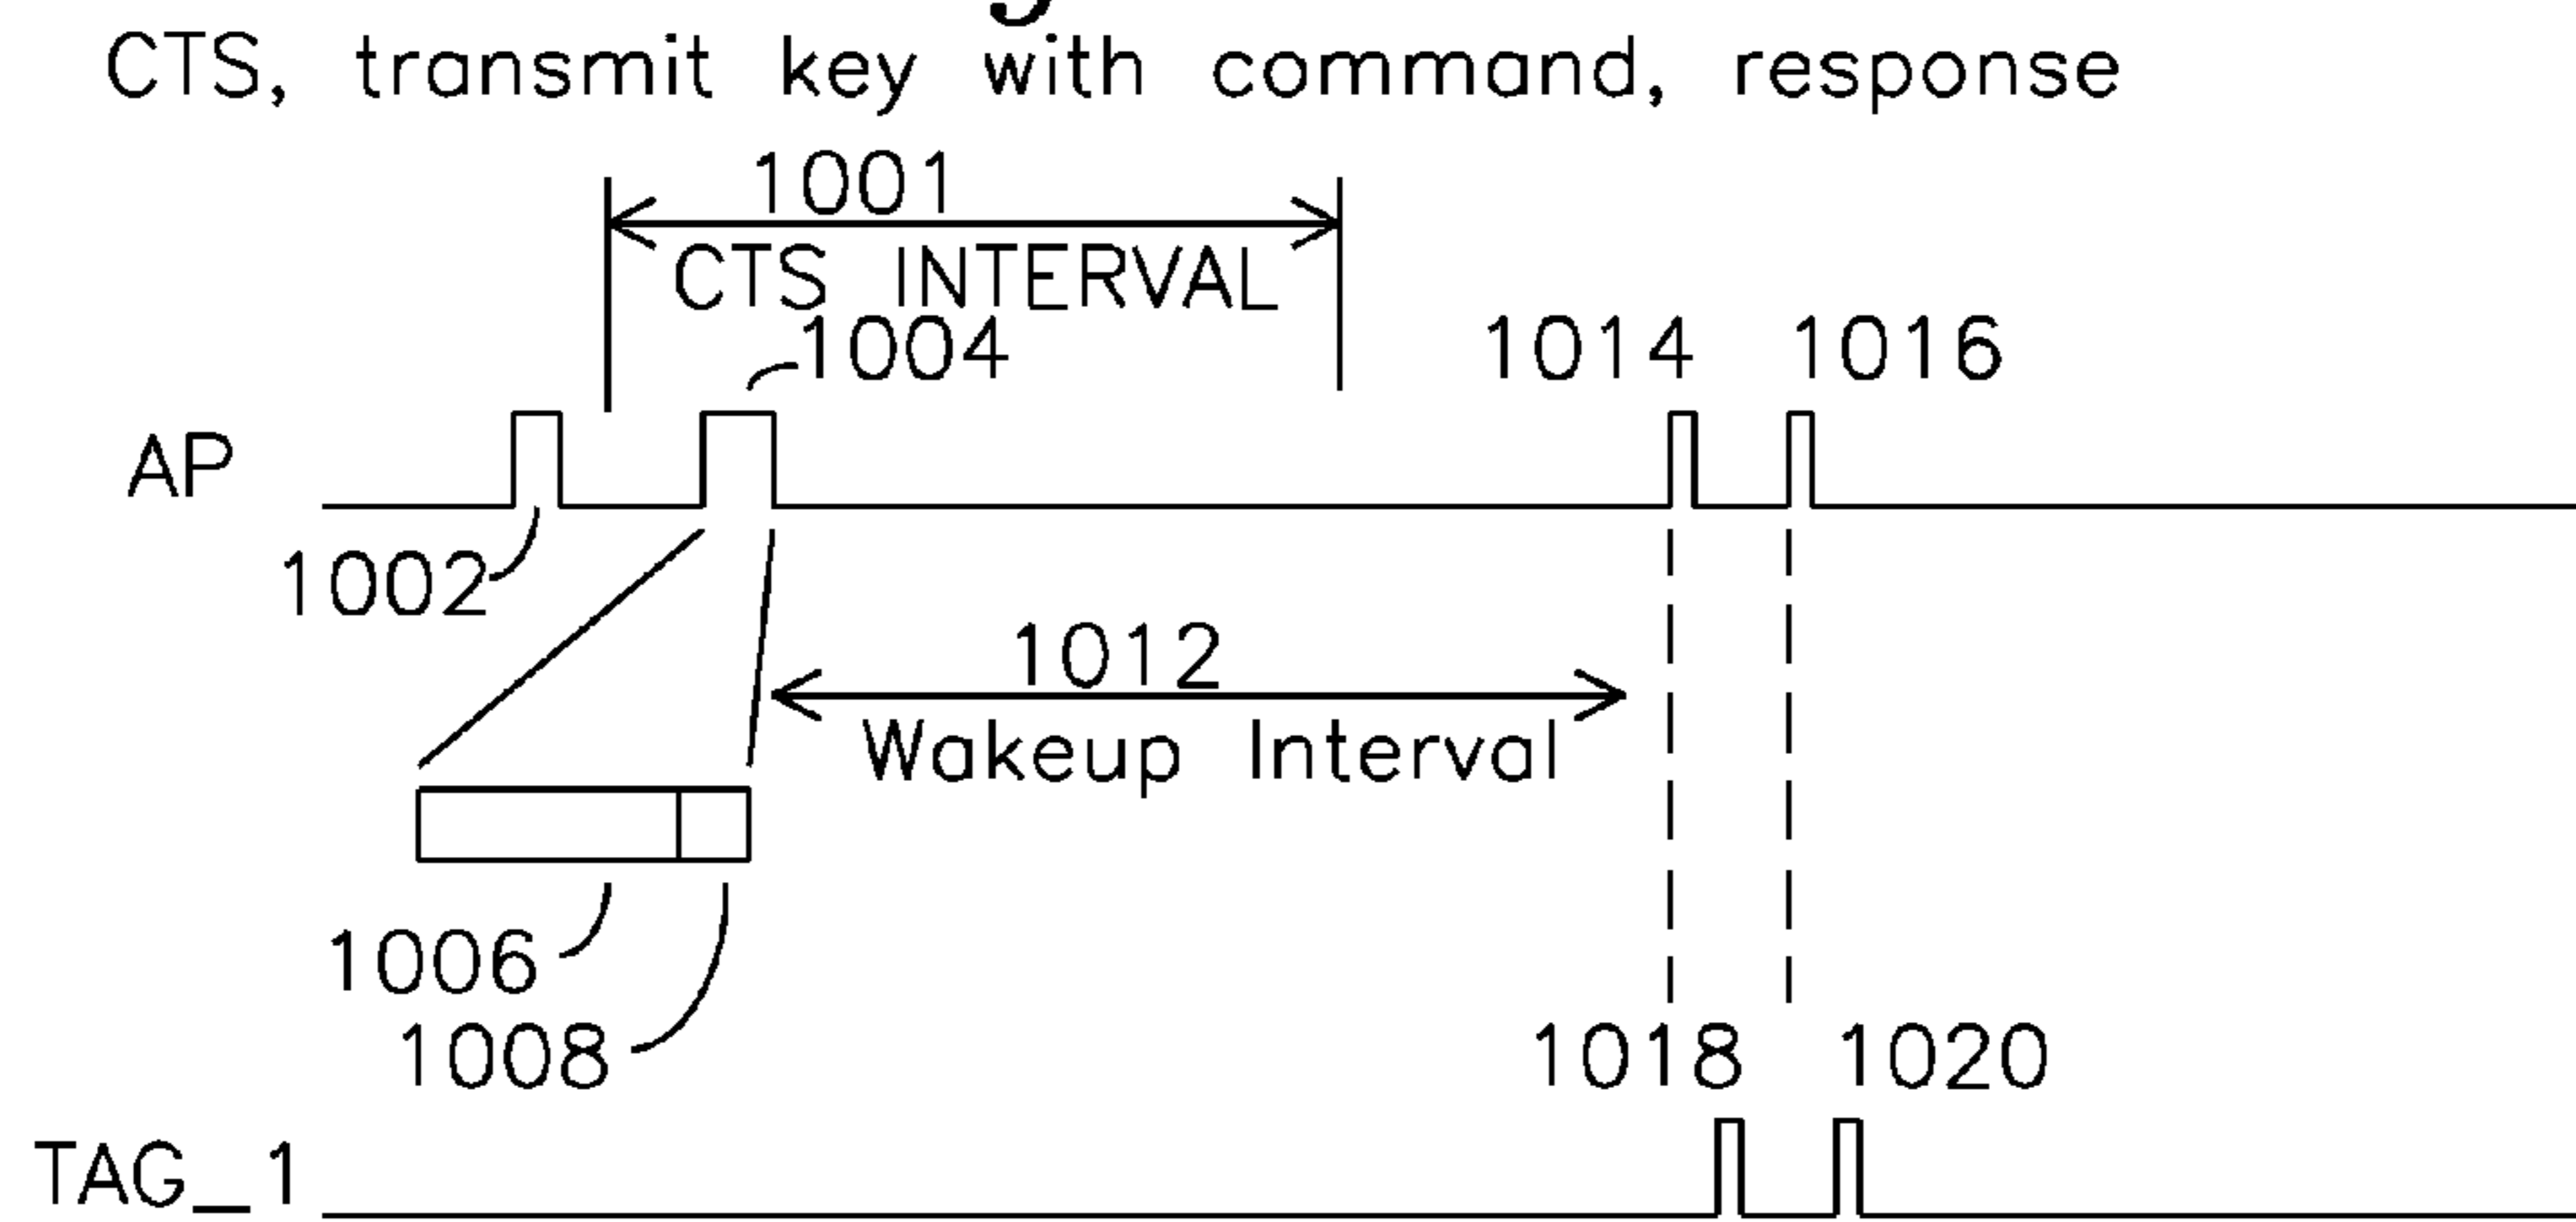 CTS, transmit key with command, response
1001
CTS INTERVAL
1004
1014
1016
AP
1002
1012
Wakeup Interval
1006
1008
1018
1020
TAG_1